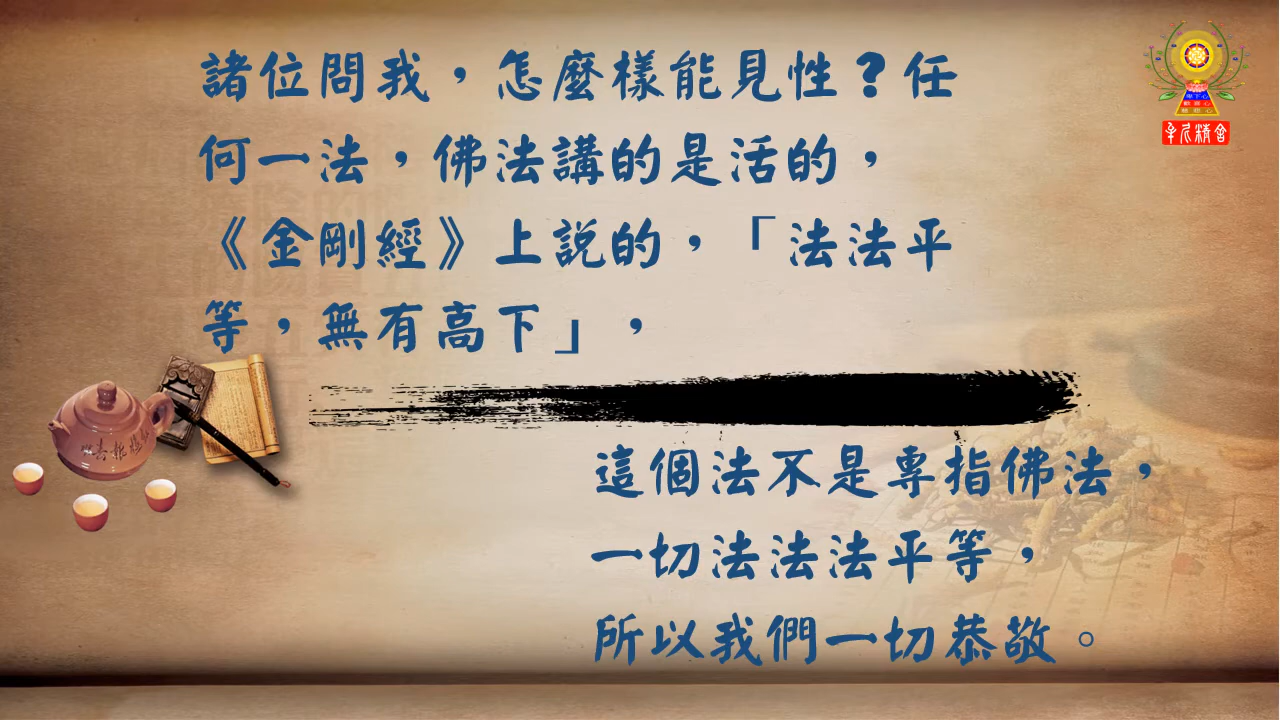 諸位問我，怎麼樣能見性？任
何一法，佛法講的是活的，
《金剛經》上說的，「法法平
等，無有高下」，
這個法不是專指佛法，
一切法法法平等，
所以我們一切恭敬。